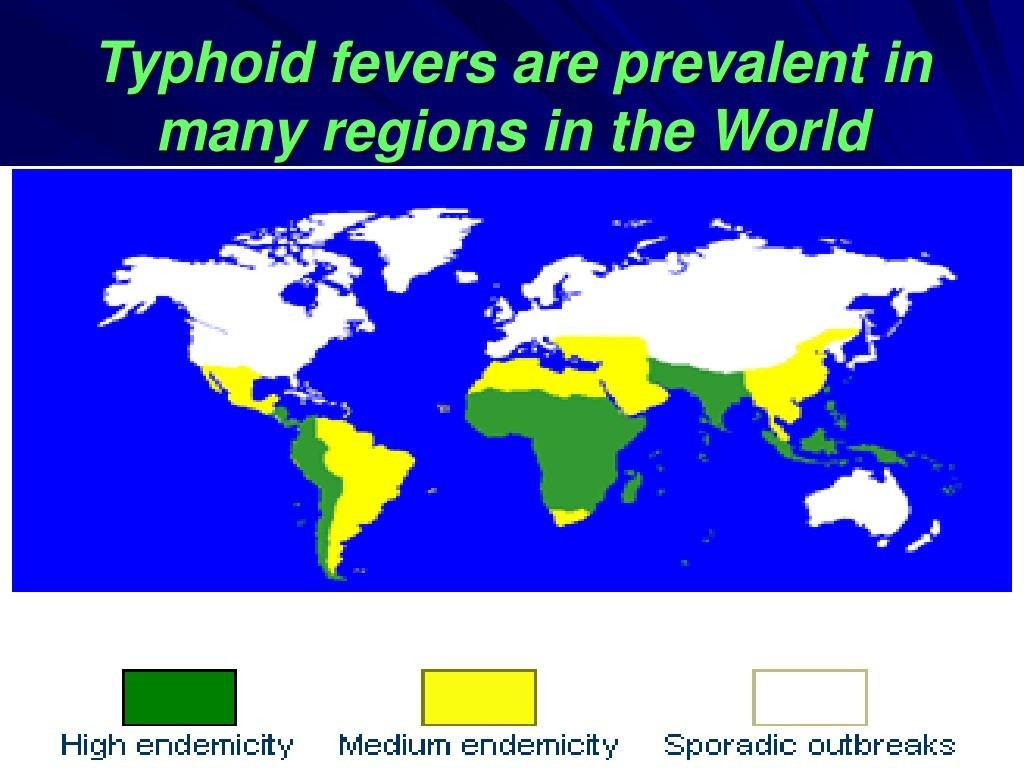 Typhoid fevers are prevalent in
many regions in the World
High endemicity Medium endemicity Sporadic outbreaks